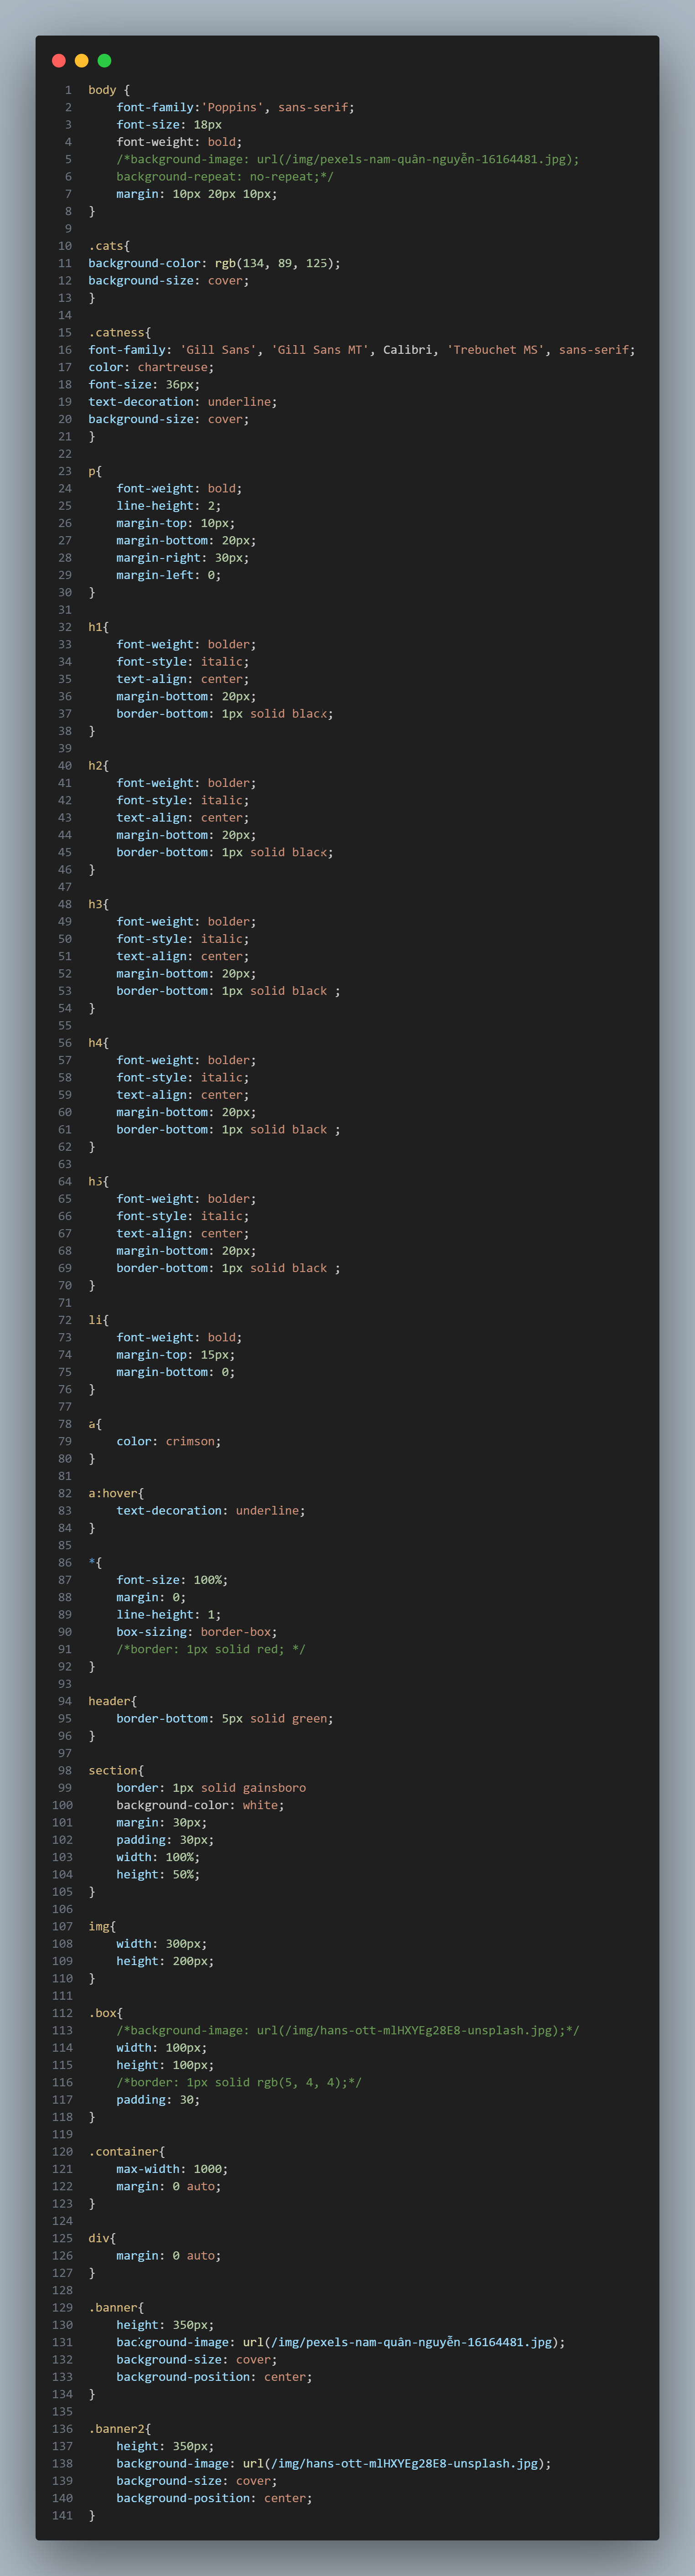 1 body {
2 font-family:'Poppins', sans-serif;
3 font-size: 18px
4 font-weight: bold;
5 /*background-image: url(/img/pexels-nam-quân-nguyễn-16164481.jpg);
6 background-repeat: no-repeat;*/
7 margin: 10px 20px 10px;
8 }
9
10 .cats{
11 background-color: rgb(134, 89, 125);
12 background-size: cover;
13 }
14
15 .catness{
16 font-family: 'Gill Sans', 'Gill Sans MT', Calibri, 'Trebuchet MS', sans-serif;
17 color: chartreuse;
18 font-size: 36px;
19 text-decoration: underline;
20 background-size: cover;
21 }
22
23 p{
24 font-weight: bold;
25 line-height: 2;
26 margin-top: 10px;
27 margin-bottom: 20px;
28 margin-right: 30px;
29 margin-left: 0;
30 }
31
32 h1{
33 font-weight: bolder;
34 font-style: italic;
35 text-align: center;
36 margin-bottom: 20px;
37 border-bottom: 1px solid black;
38 }
39
40 h2{
41 font-weight: bolder;
42 font-style: italic;
43 text-align: center;
44 margin-bottom: 20px;
45 border-bottom: 1px solid black;
46 }
47
48 h3{
49 font-weight: bolder;
50 font-style: italic;
51 text-align: center;
52 margin-bottom: 20px;
53 border-bottom: 1px solid black ;
54 }
55
56 h4{
57 font-weight: bolder;
58 font-style: italic;
59 text-align: center;
60 margin-bottom: 20px;
61 border-bottom: 1px solid black ;
62 }
63
64 h5{
65 font-weight: bolder;
66 font-style: italic;
67 text-align: center;
68 margin-bottom: 20px;
69 border-bottom: 1px solid black ;
70 }
71
72 li{
73 font-weight: bold;
74 margin-top: 15px;
75 margin-bottom: 0;
76 }
77
78 a{
79 color: crimson;
80 }
81
82 a:hover{
83 text-decoration: underline;
84 }
85
86 *{
87 font-size: 100%;
88 margin: 0;
89 line-height: 1;
90 box-sizing: border-box;
91 /*border: 1px solid red; */
92 }
93
94 header{
95 border-bottom: 5px solid green;
96 }
97
98 section{
99 border: 1px solid gainsboro
100 background-color: white;
101 margin: 30px;
102 padding: 30px;
103 width: 100%;
104 height: 50%;
105 }
106
107 img{
108 width: 300px;
109 height: 200px;
110 }
111
112 .box{
113 /*background-image: url(/img/hans-ott-mlHXYEg28E8-unsplash.jpg);*/
114 width: 100px;
115 height: 100px;
116 /*border: 1px solid rgb(5, 4, 4);*/
117 padding: 30;
118 }
119
120 .container{
121 max-width: 1000;
122 margin: 0 auto;
123 }
124
125 div{
126 margin: 0 auto;
127 }
128
129 .banner{
130 height: 350px;
131 background-image: url(/img/pexels-nam-quân-nguyễn-16164481.jpg);
132 background-size: cover;
133 background-position: center;
134 }
135
136 .banner2{
137 height: 350px;
138 background-image: url(/img/hans-ott-mlHXYEg28E8-unsplash.jpg);
139 background-size: cover;
140 background-position: center;
141 }